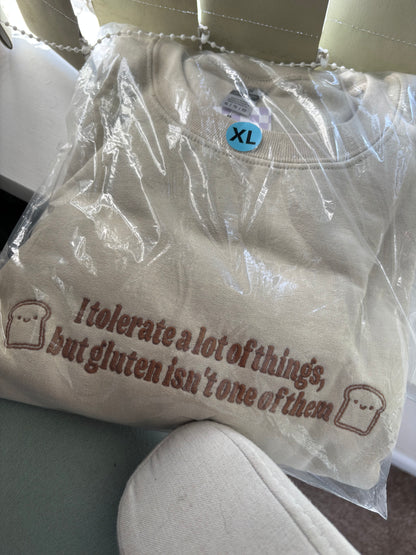 XL
I tolerate a lot of things,
but gluten isn't one of them